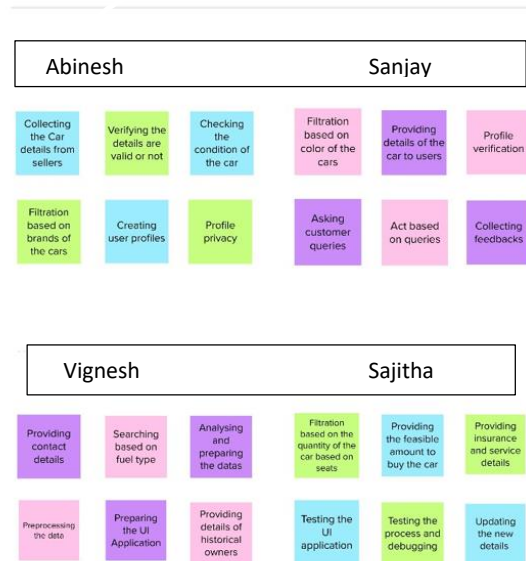 Abinesh
Sanjay
Collecting
the Car
details from
sellers
Verifying the
details are
valid or not
Checking
the
condition of
the car
Filtration
based on
color of the
cars
Providing
details of the
car to users
Profile
verification
Filtration
based on
brands of
the cars
Creating
user profiles
Profile
privacy
Asking
customer
queries
Act based
on queries
Collecting
feedbacks
Vignesh
Sajitha
Providing
contact
details
Searching
based on
fuel type
Analysing
and
preparing
the datas
Filtration
based on the
quantity of the
car based on
seats
Providing
the feasible
amount to
buy the car
Providing
insurance
and service
details
Preprocessing
the data
Preparing
the UI
Application
Providing
details of
historical
owners
Testing the
UI
application
Testing the
process and
debugging
Updating
the new
details